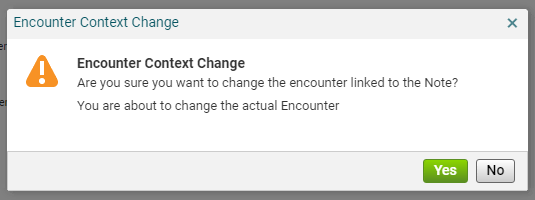 Encounter Context Change
Encounter Context Change
Are you sure you want to change the encounter linked to the Note?
You are about to change the actual Encounter
Yes No